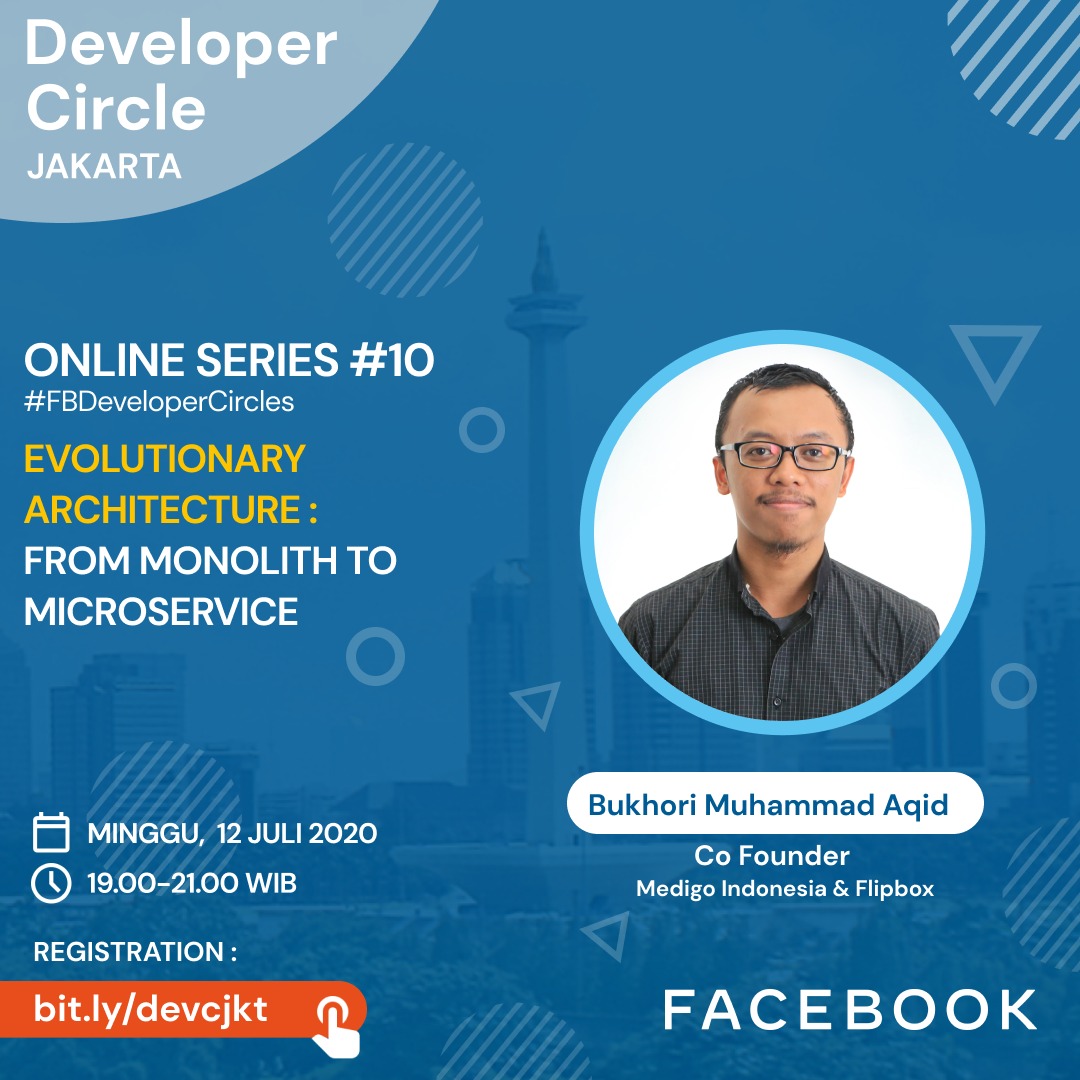 Developer
Circle
JAKARTA
ONLINE SERIES #10
#FBDeveloperCircles
EVOLUTIONARY
ARCHITECTURE :
FROM MONOLITH TO
MICROSERVICE
MINGGU, 12 JULI 2020
19.00-21.00 WIB
REGISTRATION :
bit.ly/devcjkt
Bukhori Muhammad Aqid
Co Founder
Medigo Indonesia & Flipbox
FACEBOOK